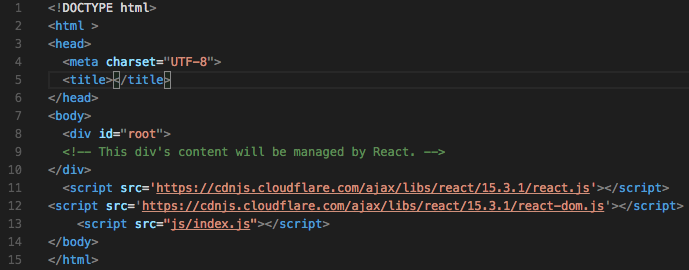 1 <!DOCTYPE html>
2 <html >
3 <head>
4 <meta charset="UTF-8">
5 <title></title>
6 </head>
7 <body>
8 <div id="root">
9 <!-- This div's content will be managed by React. -->
10 </div>
11 <script src='https://cdnjs.cloudflare.com/ajax/libs/react/15.3.1/react.js'></script>
12 <script src='https://cdnjs.cloudflare.com/ajax/libs/react/15.3.1/react-dom.js'></script>
13 <script src="js/index.js"></script>
14 </body>
15 </html>